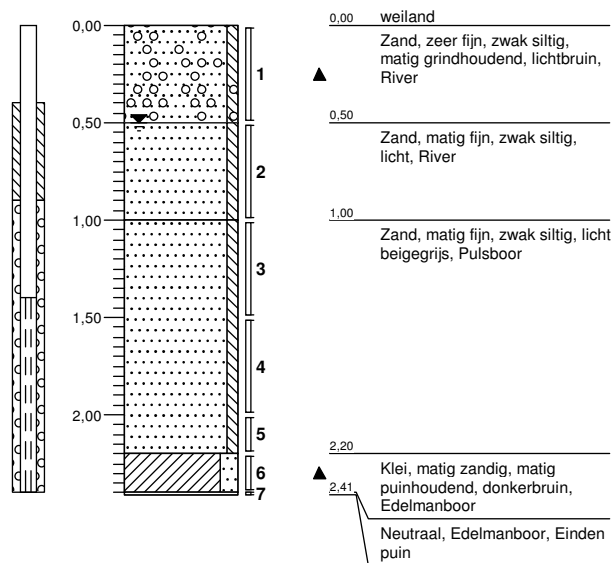 0,00
0,50
1,00
1,50
2,00
1
2
3
4
5
6
7
0,00 weiland
Zand, zeer fijn, zwak siltig,
matig grindhoudend, lichtbruin,
River
0,50
Zand, matig fijn, zwak siltig,
licht, River
1,00
Zand, matig fijn, zwak siltig, licht
beigegrijs, Pulsboor
2,20
Klei, matig zandig, matig
puinhoudend, donkerbruin,
Edelmanboor
2,41
Neutraal, Edelmanboor, Einden
puin